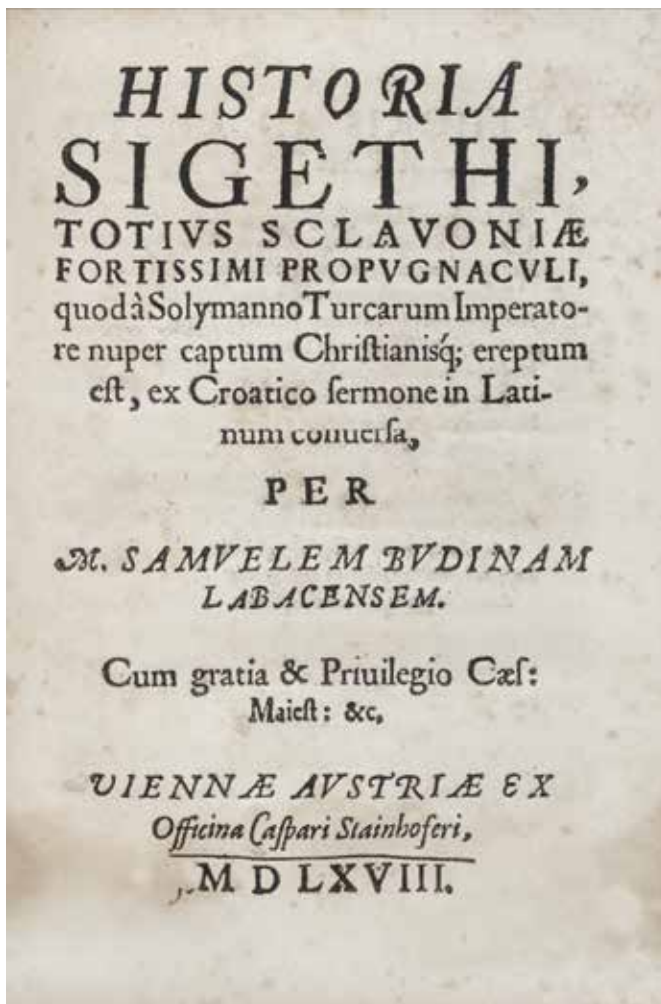 HISTORIA
SIGETHI,
TOTIVS SCLAVONIÆ
FORTISSIMI PROPVGNACVLI,
quod à Solymanno Turcarum Imperato-
re nuper captum Chriſtianisq́; ereptum
eſt, ex Croatico ſermone in Lati-
num conuerſa,
PER
M. SAMVELEM BVDINAM
LABACENSEM.
Cum gratia & Priuilegio Cæſ:
Maieſt: &c,
VIENNÆ AVSTRIÆ EX
Officina Caſpari Stainhoferi,
M D LXVIII.